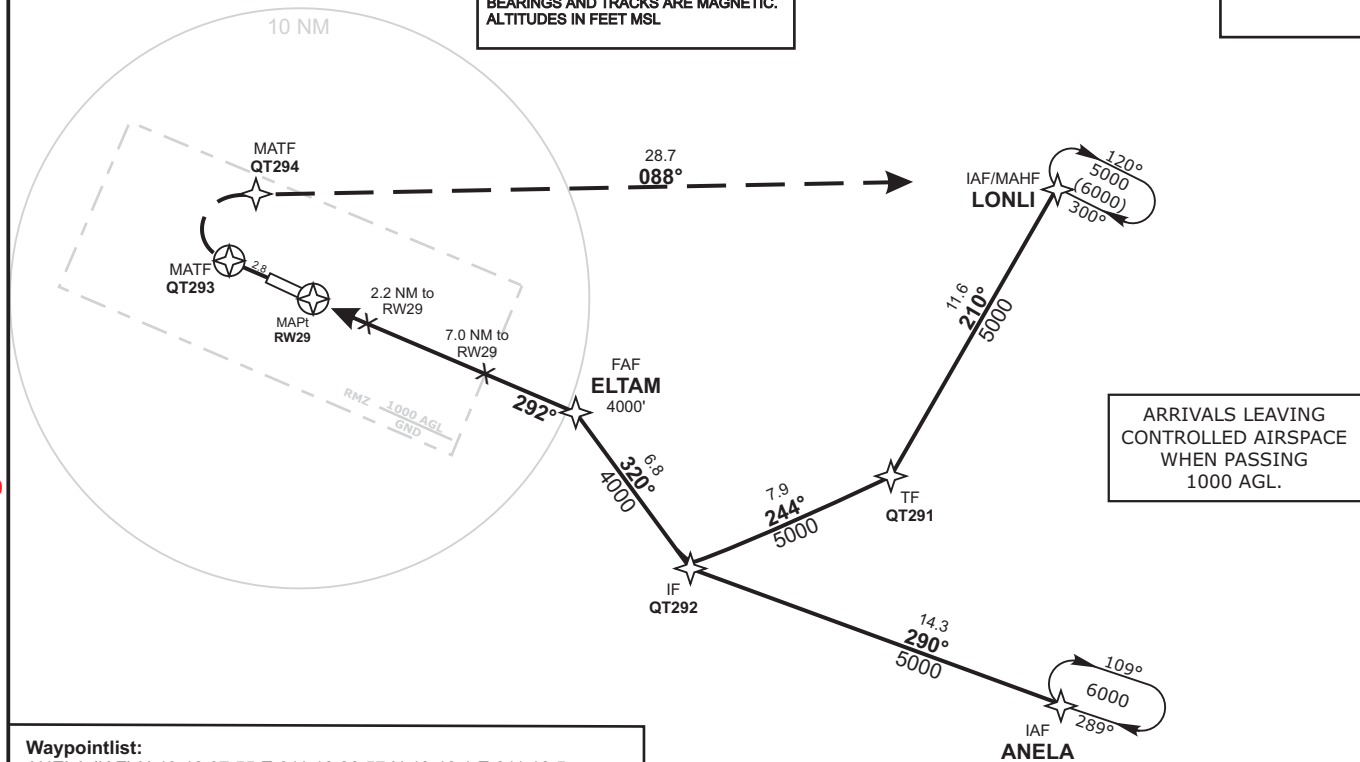 BEARINGS AND TRACKS ARE MAGNETIC.
ALTITUDES IN FEET MSL
10 NM
MATF
QT294
28.7
088°
IAF/MAHF
LONLI
120°
5000
(6000)
300°
MATF
QT293
2.8
MAPt
RW29
2.2 NM to
RW29
7.0 NM to
RW29
11.6
210°
5000
FAF
ELTAM
4000'
292°
RMZ
1000 AGL
GND
ARRIVALS LEAVING
CONTROLLED AIRSPACE
WHEN PASSING
1000 AGL.
6.8
320°
4000
7.9
244°
5000
TF
QT291
IF
QT292
14.3
290°
5000
109°
6000
289°
IAF
ANELA
Waypointlist: